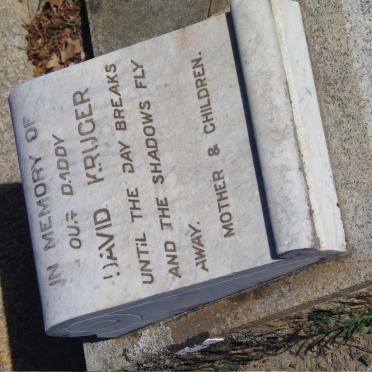 IN MEMORY OF
OUR DADDY
DAVID KRUGER
UNTIL THE DAY BREAKS
AND THE SHADOWS FLY
AWAY.
MOTHER & CHILDREN.